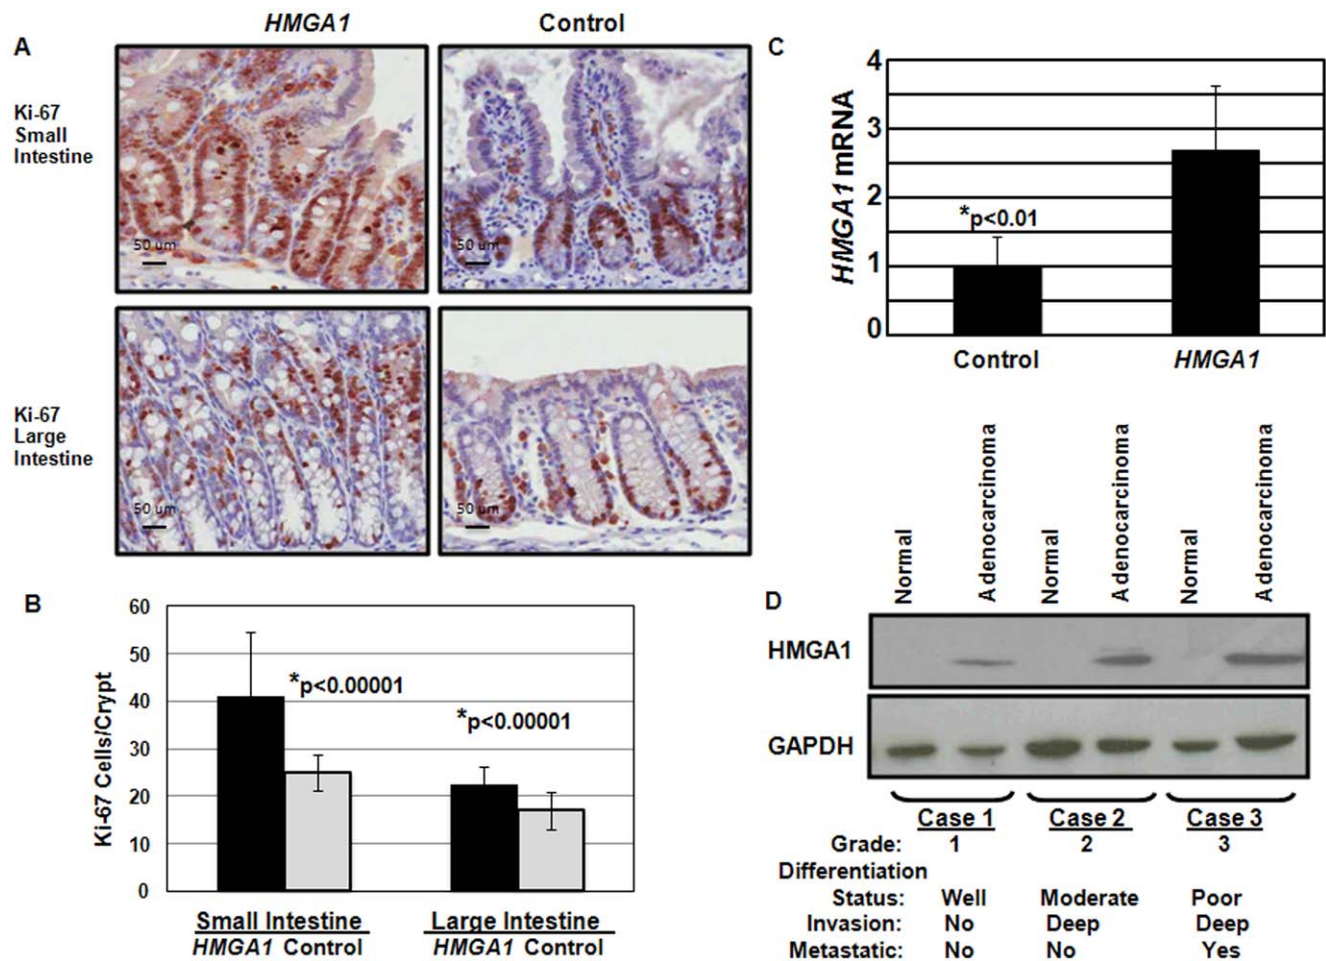 HMGA1 Control
A
Ki-67
Small
Intestine
50 um
50 um
Ki-67
Large
Intestine
50 um
50 um
B
Ki-67 Cells/Crypt
60
50
40
30
20
10
0
*p<0.00001
*p<0.00001
Small Intestine Large Intestine
HMGA1 Control HMGA1 Control
C
HMGA1 mRNA
4
3
2
1
0
*p<0.01
Control HMGA1
D
Normal
Adenocarcinoma
Normal
Adenocarcinoma
Normal
Adenocarcinoma
HMGA1
GAPDH
Case 1 Case 2 Case 3
Grade: 1 2 3
Differentiation
Status: Well Moderate Poor
Invasion: No Deep Deep
Metastatic: No No Yes